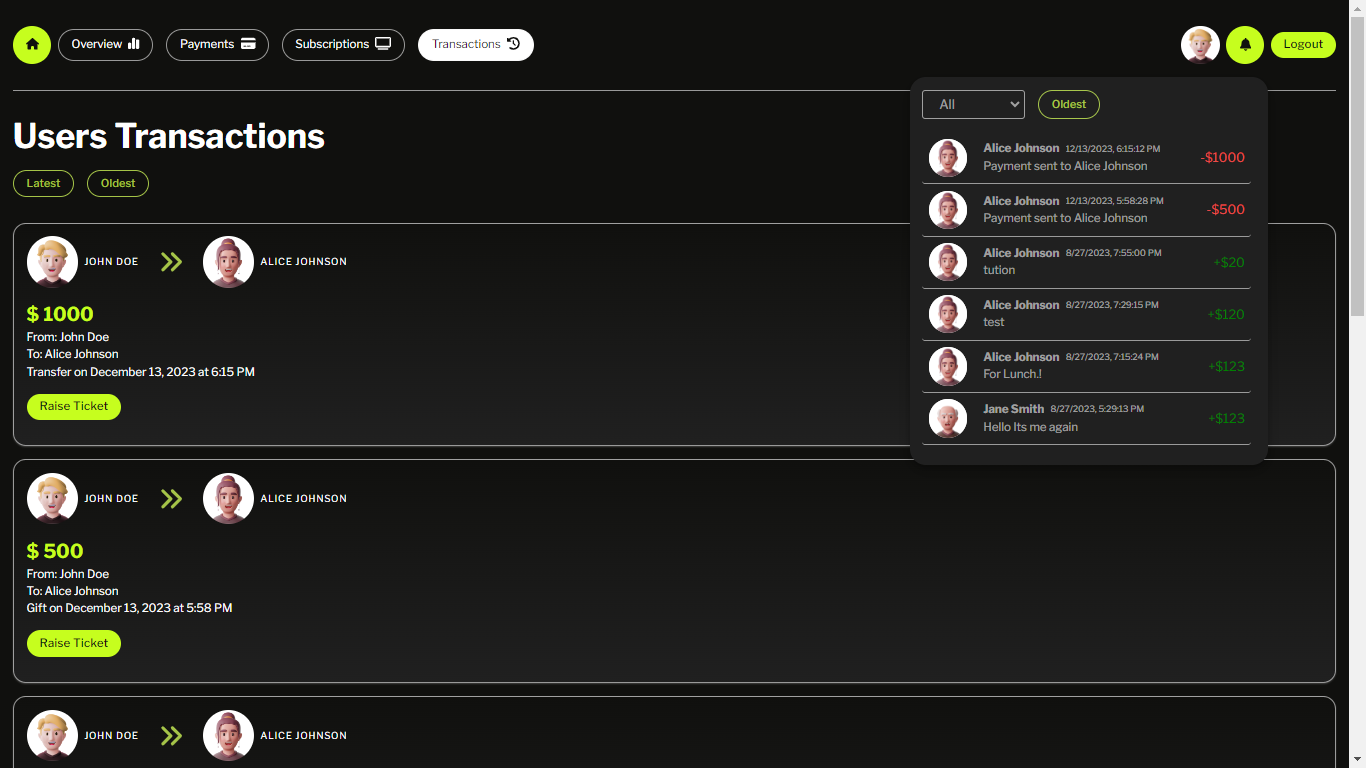 Overview
Payments
Subscriptions
Transactions
Logout
All
Oldest
Alice Johnson 12/13/2023, 6:15:12 PM
Payment sent to Alice Johnson
-$1000
Alice Johnson 12/13/2023, 5:58:28 PM
Payment sent to Alice Johnson
-$500
Alice Johnson 8/27/2023, 7:55:00 PM
tution
+$20
Alice Johnson 8/27/2023, 7:29:15 PM
test
+$120
Alice Johnson 8/27/2023, 7:15:24 PM
For Lunch.!
+$123
Jane Smith 8/27/2023, 5:29:13 PM
Hello Its me again
+$123
Users Transactions
Latest
Oldest
JOHN DOE
ALICE JOHNSON
$ 1000
From: John Doe
To: Alice Johnson
Transfer on December 13, 2023 at 6:15 PM
Raise Ticket
JOHN DOE
ALICE JOHNSON
$ 500
From: John Doe
To: Alice Johnson
Gift on December 13, 2023 at 5:58 PM
Raise Ticket
JOHN DOE
ALICE JOHNSON